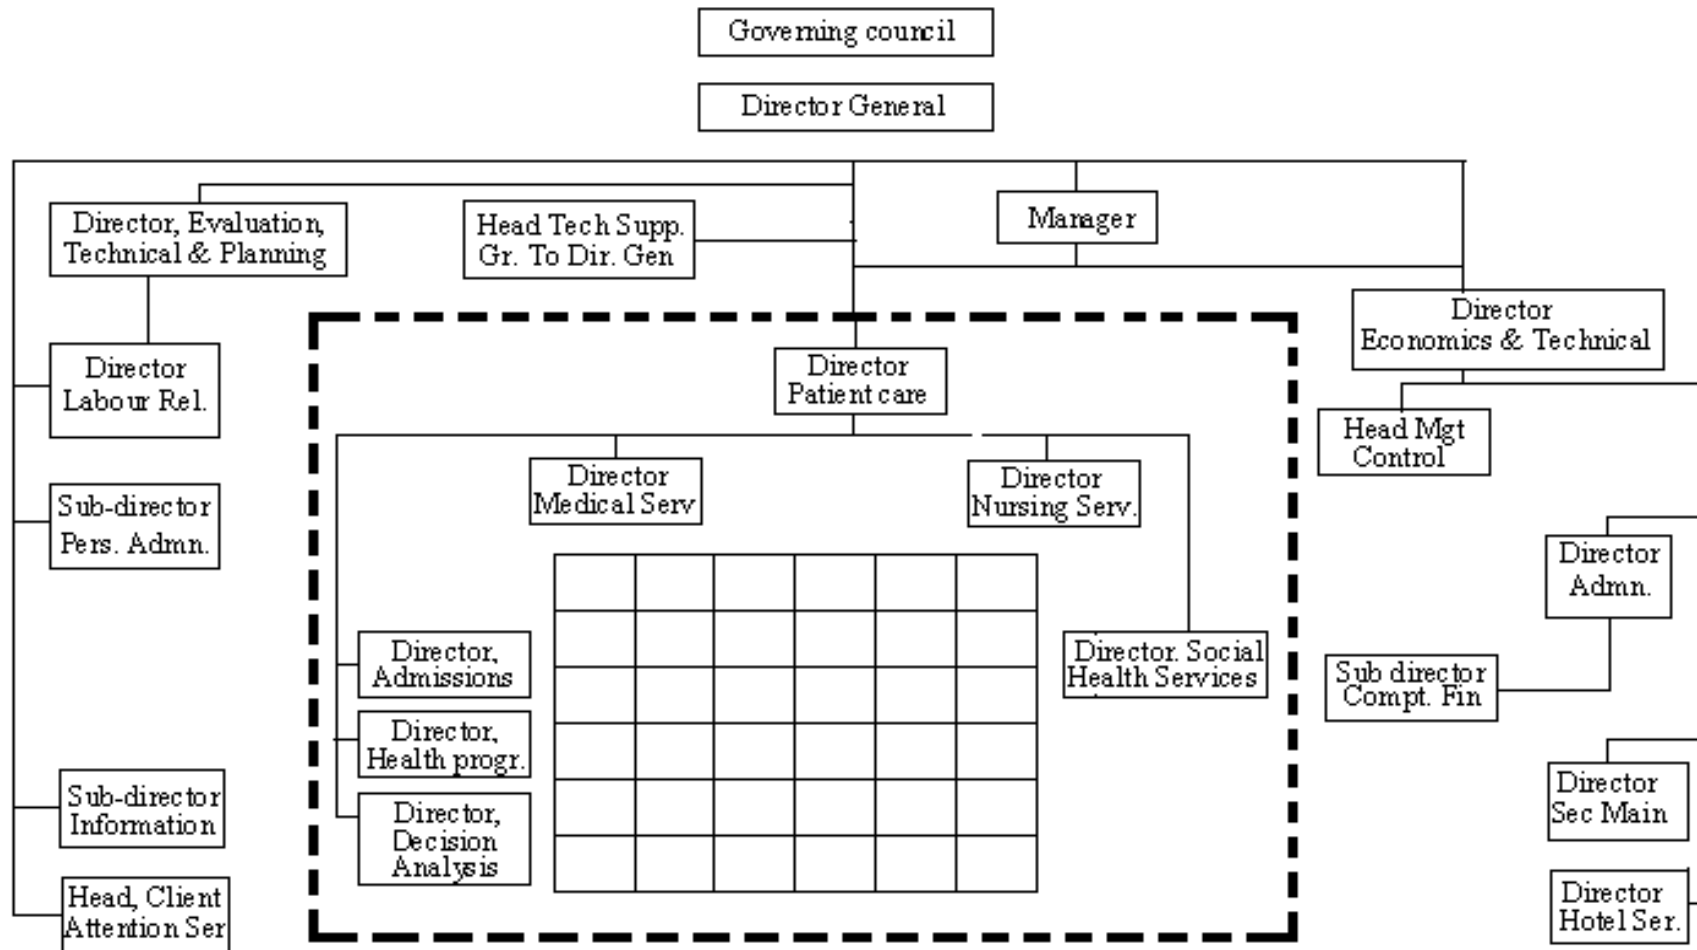 Governing council
Director General
Director, Evaluation,
Technical & Planning
Head Tech Supp.
Gr. To Dir. Gen
Manager
Director
Economics & Technical
Director
Labour Rel.
Director
Patient care
Head Mgt
Control
Director
Medical Serv
Director
Nursing Serv.
Sub-director
Pers. Admn.
Director
Admn.
Director,
Admissions
Director. Social
Health Services
Sub director
Compt. Fin
Director,
Health progr.
Sub-director
Information
Director,
Decision
Analysis
Director
Sec Main
Head, Client
Attention Ser
Director
Hotel Ser.